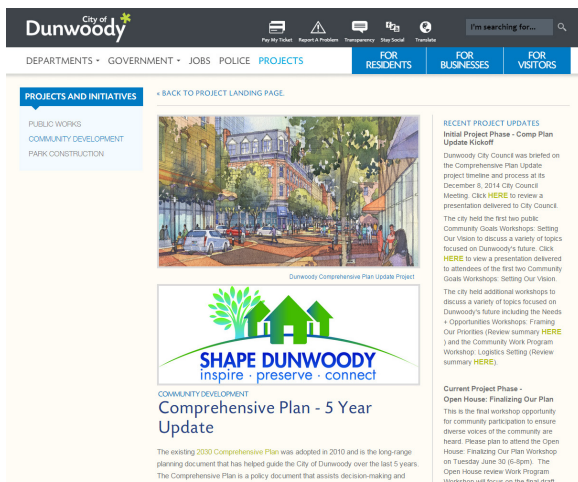 City of
Dunwoody
Pay My Ticket
Report A Problem
Transparency
Stay Social
Translate
I'm searching for...
DEPARTMENTS
GOVERNMENT
JOBS
POLICE
PROJECTS
FOR
RESIDENTS
FOR
BUSINESSES
FOR
VISITORS
PROJECTS AND INITIATIVES
PUBLIC WORKS
COMMUNITY DEVELOPMENT
PARK CONSTRUCTION
« BACK TO PROJECT LANDING PAGE.
Dunwoody Comprehensive Plan Update Project
SHAPE DUNWOODY
inspire · preserve · connect
COMMUNITY DEVELOPMENT
Comprehensive Plan - 5 Year
Update
The existing 2030 Comprehensive Plan was adopted in 2010 and is the long-range
planning document that has helped guide the City of Dunwoody over the last 5 years.
The Comprehensive Plan is a policy document that assists decision-making and
RECENT PROJECT UPDATES
Initial Project Phase - Comp Plan
Update Kickoff
Dunwoody City Council was briefed on
the Comprehensive Plan Update
project timeline and process at its
December 8, 2014 City Council
Meeting. Click HERE to review a
presentation delivered to City Council.
The city held the first two public
Community Goals Workshops: Setting
Our Vision to discuss a variety of topics
focused on Dunwoody's future. Click
HERE to view a presentation delivered
to attendees of the first two Community
Goals Workshops: Setting Our Vision.
The city held additional workshops to
discuss a variety of topics focused on
Dunwoody's future including the Needs
+ Opportunities Workshops: Framing
Our Priorities (Review summary HERE
) and the Community Work Program
Workshop: Logistics Setting (Review
summary HERE).
Current Project Phase -
Open House: Finalizing Our Plan
This is the final workshop opportunity
for community participation to ensure
diverse voices of the community are
heard. Please plan to attend the Open
House: Finalizing Our Plan Workshop
on Tuesday June 30 (6-8pm). The
Open House review Work Program
Workshop will focus on the final draft